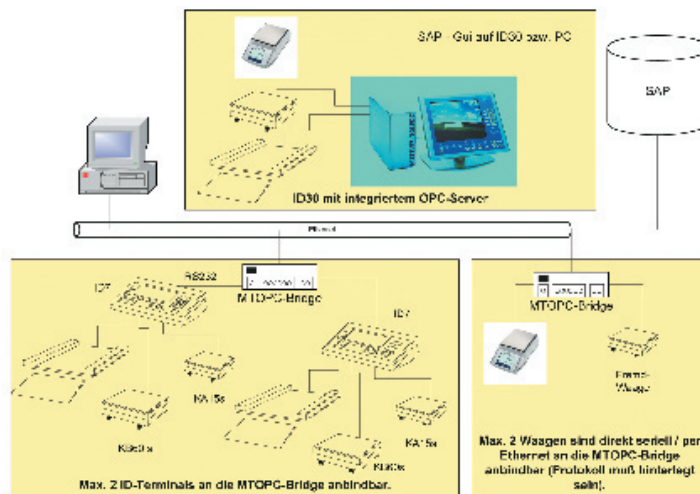 SAP - Gui auf ID30 bzw. PC
SAP
ID30 mit integriertem OPC-Server
Ethernet
RS232
ID7
MTOPC-Bridge
ID7
KA15s
KA15s
KG60s
Max. 2 ID-Terminals an die MTOPC-Bridge anbindbar.
MTOPC-Bridge
Fremd-
Waage
Max. 2 Waagen sind direkt seriell / per
Ethernet an die MTOPC-Bridge
anbindbar (Protokoll muß hinterlegt
sein).